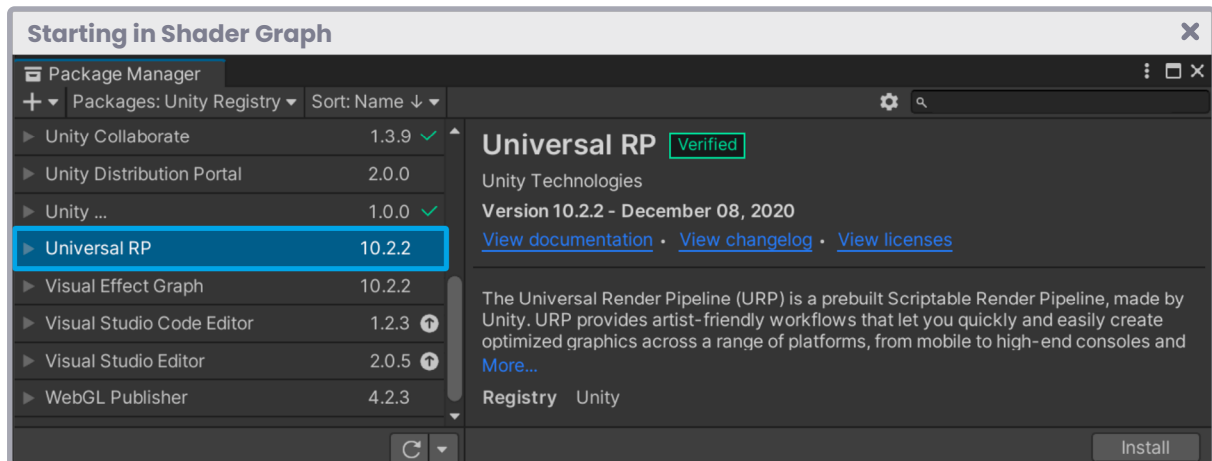 Starting in Shader Graph
Package Manager
Packages: Unity Registry Sort: Name ↓
Unity Collaborate 1.3.9
Unity Distribution Portal 2.0.0
Unity ... 1.0.0
Universal RP 10.2.2
Visual Effect Graph 10.2.2
Visual Studio Code Editor 1.2.3
Visual Studio Editor 2.0.5
WebGL Publisher 4.2.3
Universal RP Verified
Unity Technologies
Version 10.2.2 - December 08, 2020
View documentation • View changelog • View licenses
The Universal Render Pipeline (URP) is a prebuilt Scriptable Render Pipeline, made by
Unity. URP provides artist-friendly workflows that let you quickly and easily create
optimized graphics across a range of platforms, from mobile to high-end consoles and
More...
Registry Unity
Install